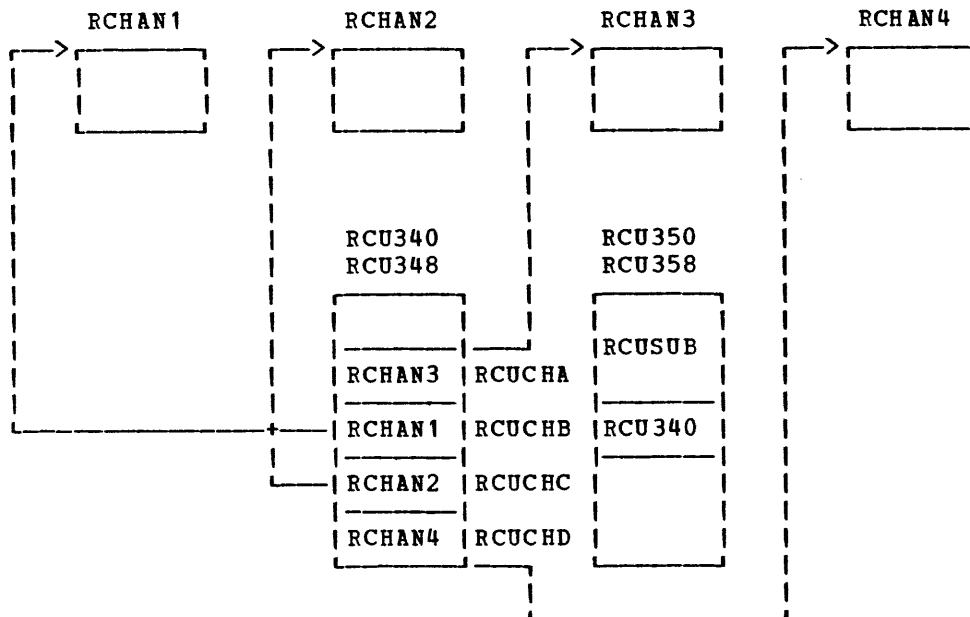 RCHAN1 RCHAN2 RCHAN3 RCHAN4
RCU340 RCU350
RCU348 RCU358
RCUSUB
RCHAN3 RCUCHA
RCHAN1 RCUCHB RCU340
RCHAN2 RCUCHC
RCHAN4 RCUCHD